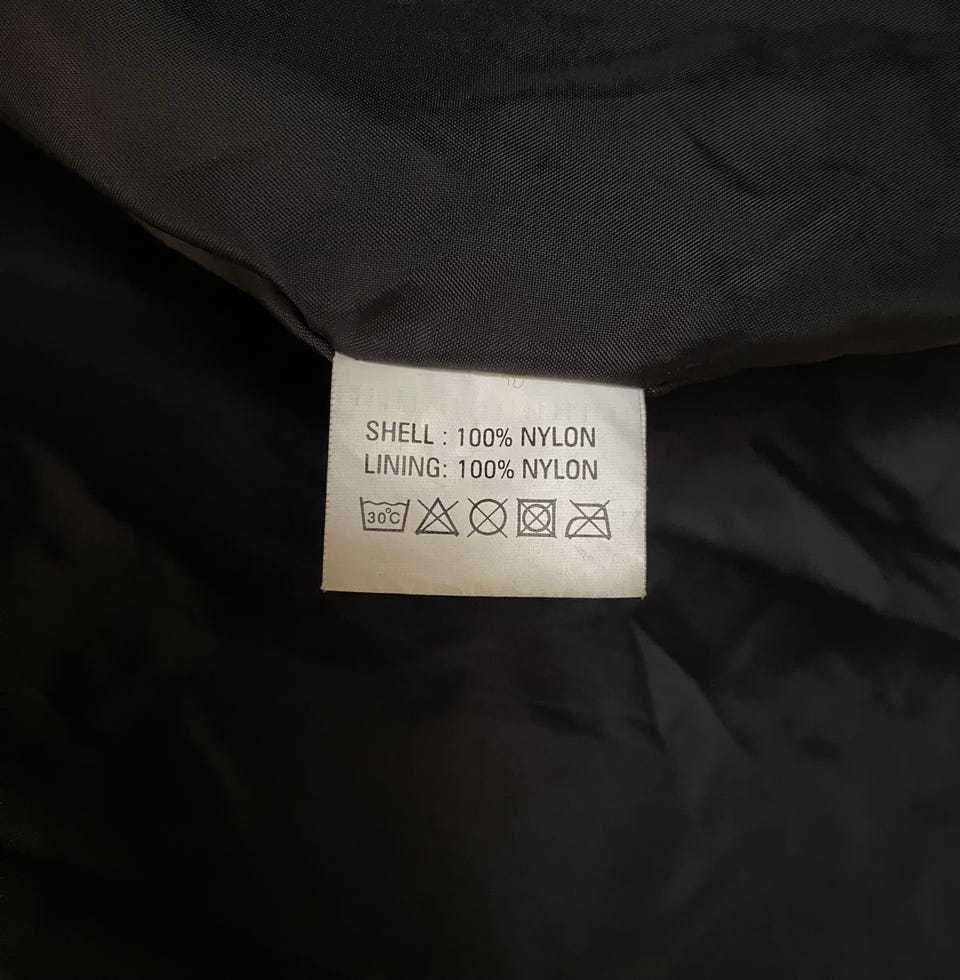 SHELL : 100% NYLON
LINING: 100% NYLON
30°C